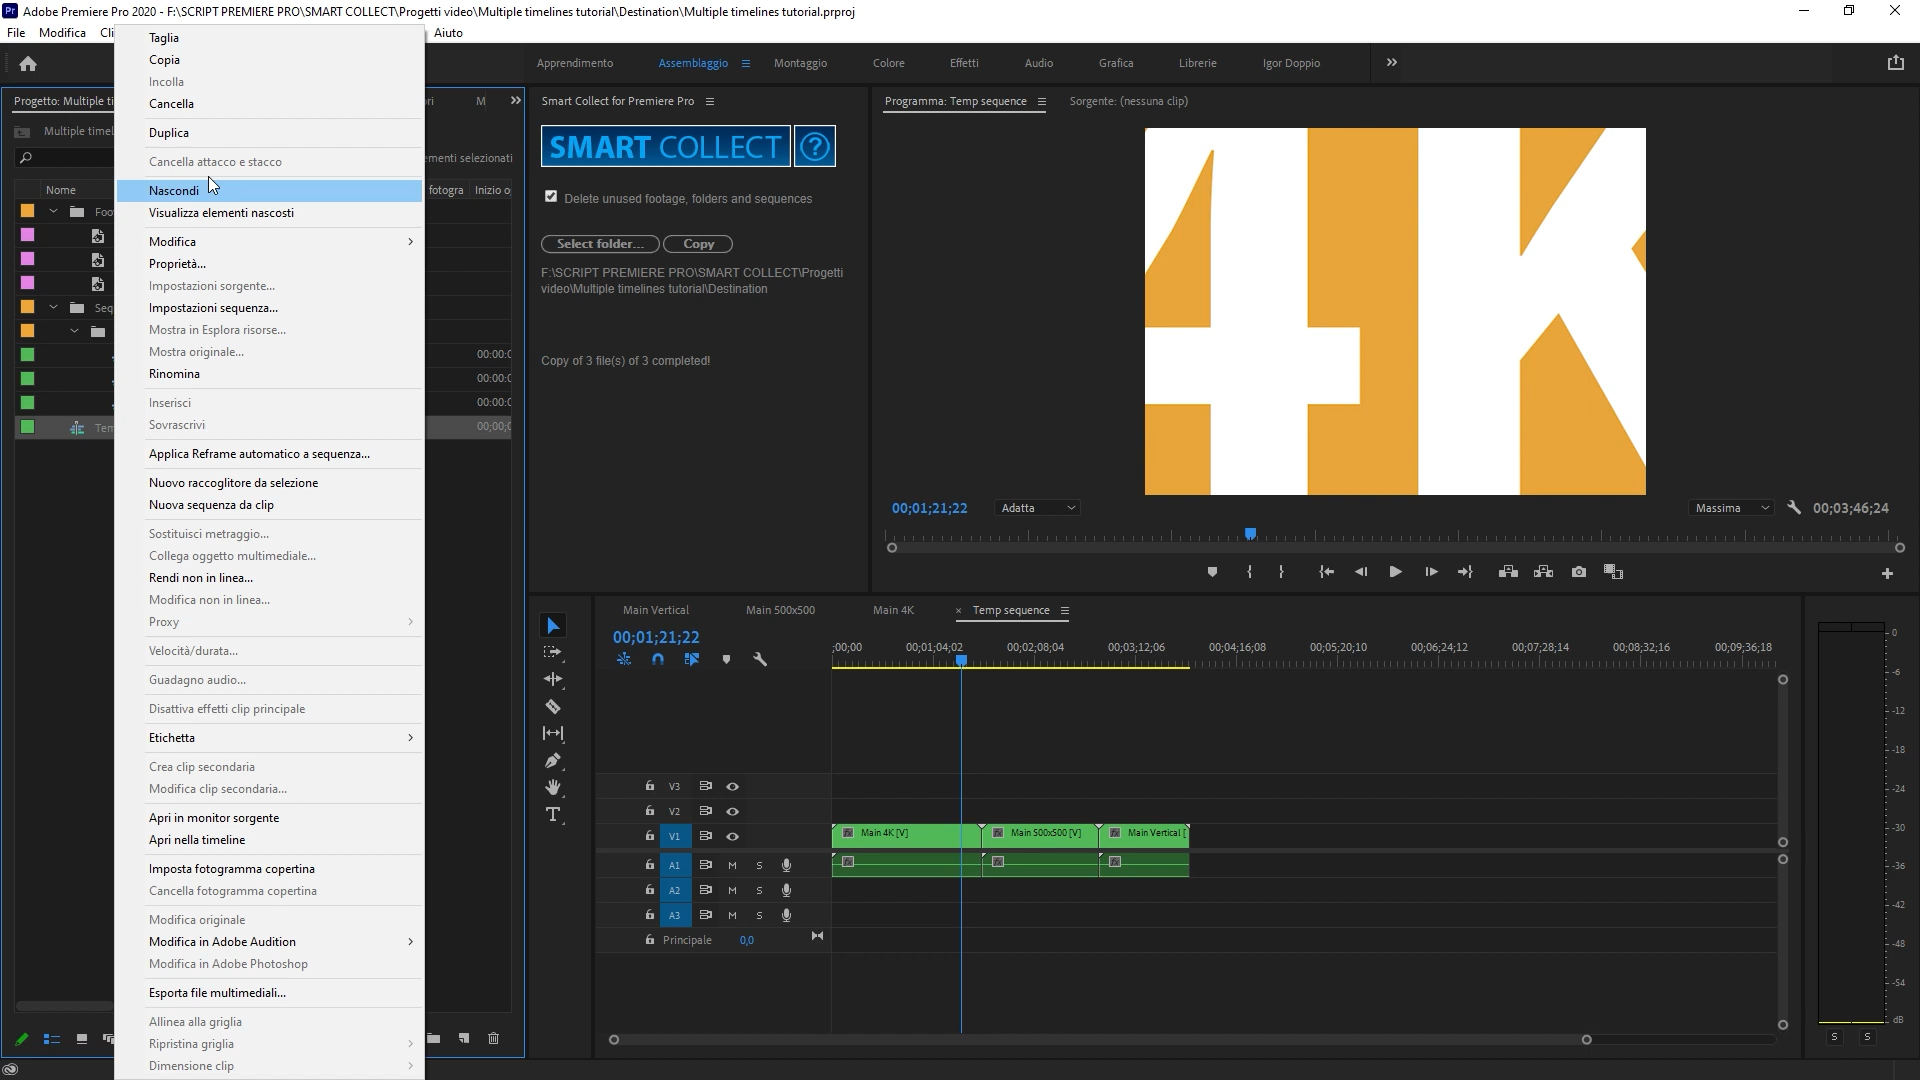 Adobe Premiere Pro 2020 - F:\SCRIPT PREMIERE PRO\SMART COLLECT\Progetti video\Multiple timelines tutorial\Destination\Multiple timelines tutorial.prproj
File Modifica Cli Aiuto
Apprendimento Assemblaggio Montaggio Colore Effetti Audio Grafica Librerie Igor Doppio
Taglia
Copia
Incolla
Cancella
Duplica
Cancella attacco e stacco
Nascondi
Visualizza elementi nascosti
Modifica
Proprietà...
Impostazioni sorgente...
Impostazioni sequenza...
Mostra in Esplora risorse...
Mostra originale...
Rinomina
Inserisci
Sovrascrivi
Applica Reframe automatico a sequenza...
Nuovo raccoglitore da selezione
Nuova sequenza da clip
Sostituisci metraggio...
Collega oggetto multimediale...
Rendi non in linea...
Modifica non in linea...
Proxy
Velocità/durata...
Guadagno audio...
Disattiva effetti clip principale
Etichetta
Crea clip secondaria
Modifica clip secondaria...
Apri in monitor sorgente
Apri nella timeline
Imposta fotogramma copertina
Cancella fotogramma copertina
Modifica originale
Modifica in Adobe Audition
Modifica in Adobe Photoshop
Esporta file multimediali...
Allinea alla griglia
Ripristina griglia
Dimensione clip
Progetto: Multiple ti ri M
Multiple timel
ementi selezionati
Nome fotogra Inizio o
Foo
Seq
00:00:0
00:00:0
00:00:0
Tem 00;00;0
Smart Collect for Premiere Pro
SMART COLLECT ?
Delete unused footage, folders and sequences
Select folder... Copy
F:\SCRIPT PREMIERE PRO\SMART COLLECT\Progetti
video\Multiple timelines tutorial\Destination
Copy of 3 file(s) of 3 completed!
Programma: Temp sequence Sorgente: (nessuna clip)
4K
00;01;21;22 Adatta Massima 00;03;46;24
Main Vertical Main 500x500 Main 4K × Temp sequence
00;01;21;22
;00;00 00;01;04;02 00;02;08;04 00;03;12;06 00;04;16;08 00;05;20;10 00;06;24;12 00;07;28;14 00;08;32;16 00;09;36;18
V3
V2
V1 fx Main 4K [V] fx Main 500x500 [V] fx Main Vertical [
A1 M S fx fx fx
A2 M S
A3 M S
Principale 0,0
0
-6
-12
-18
-24
-30
-36
-42
-48
-54
dB
S S